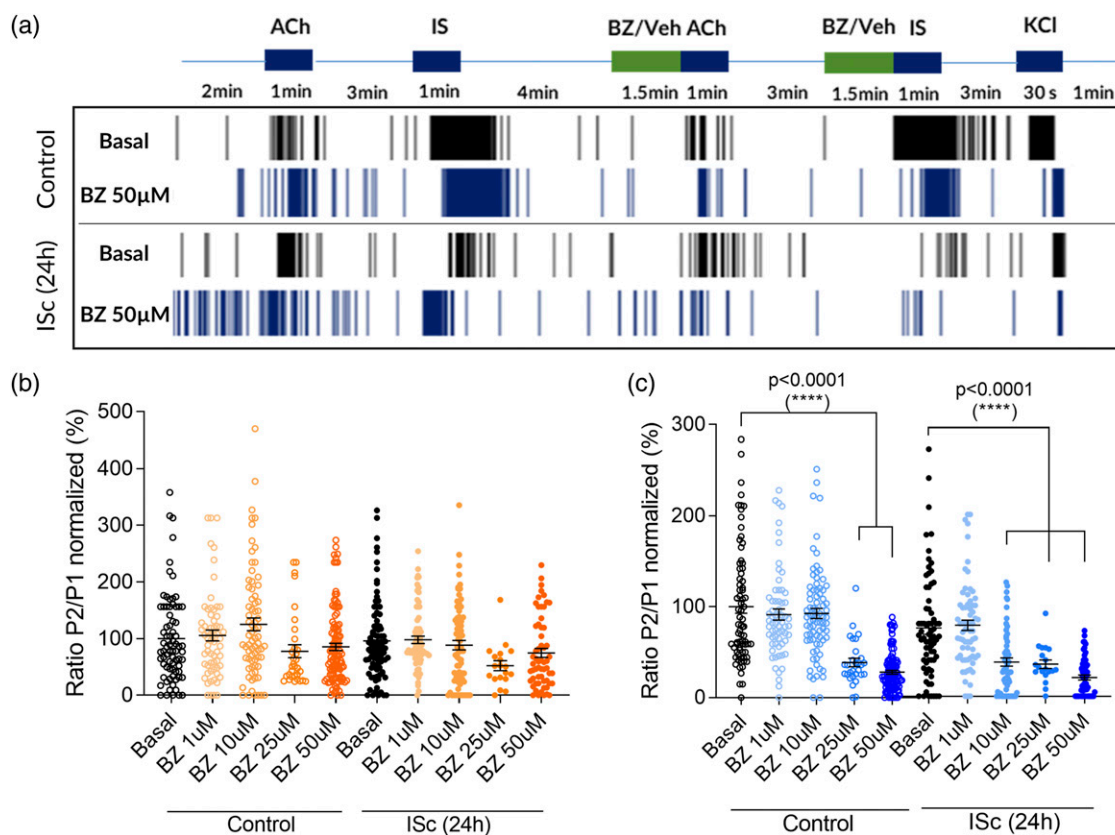 (a)
ACh IS BZ/Veh ACh BZ/Veh IS KCl
2min 1min 3min 1min 4min 1.5min 1min 3min 1.5min 1min 3min 30 s 1min
Control
Basal
BZ 50μM
ISc (24h)
Basal
BZ 50μM
(b)
Ratio P2/P1 normalized (%)
500
400
300
200
100
0
Basal
BZ 1uM
BZ 10uM
BZ 25uM
BZ 50uM
Basal
BZ 1uM
BZ 10uM
BZ 25uM
BZ 50uM
Control
ISc (24h)
(c)
p<0.0001
(****)
p<0.0001
(****)
Ratio P2/P1 normalized (%)
300
200
100
0
Basal
BZ 1uM
BZ 10uM
BZ 25uM
BZ 50uM
Basal
BZ 1uM
BZ 10uM
BZ 25uM
BZ 50uM
Control
ISc (24h)